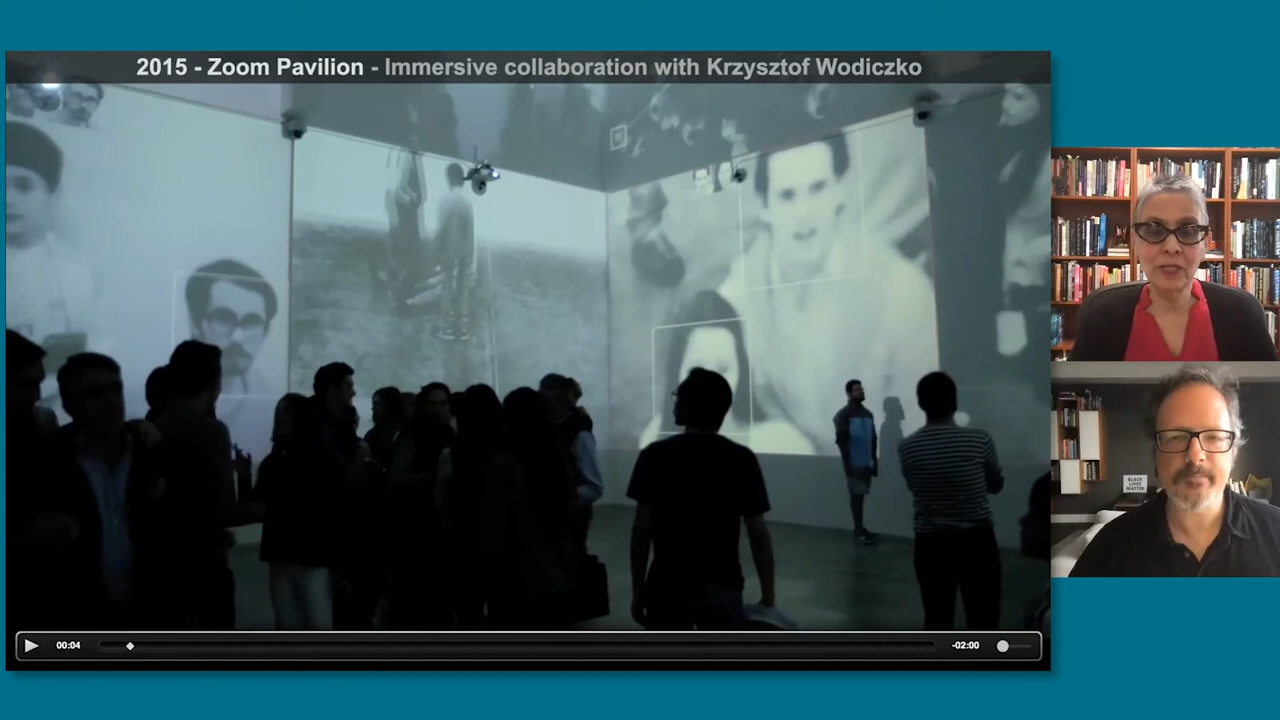 2015 - Zoom Pavilion - Immersive collaboration with Krzysztof Wodiczko
BLACK
LIVES
MATTER
00:04
-02:00